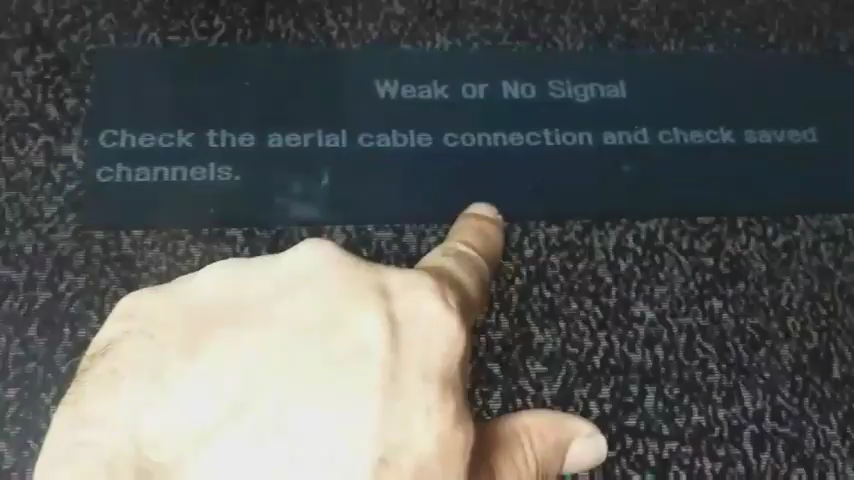 Weak or No Signal
Check the aerial cable connection and check saved
channels.